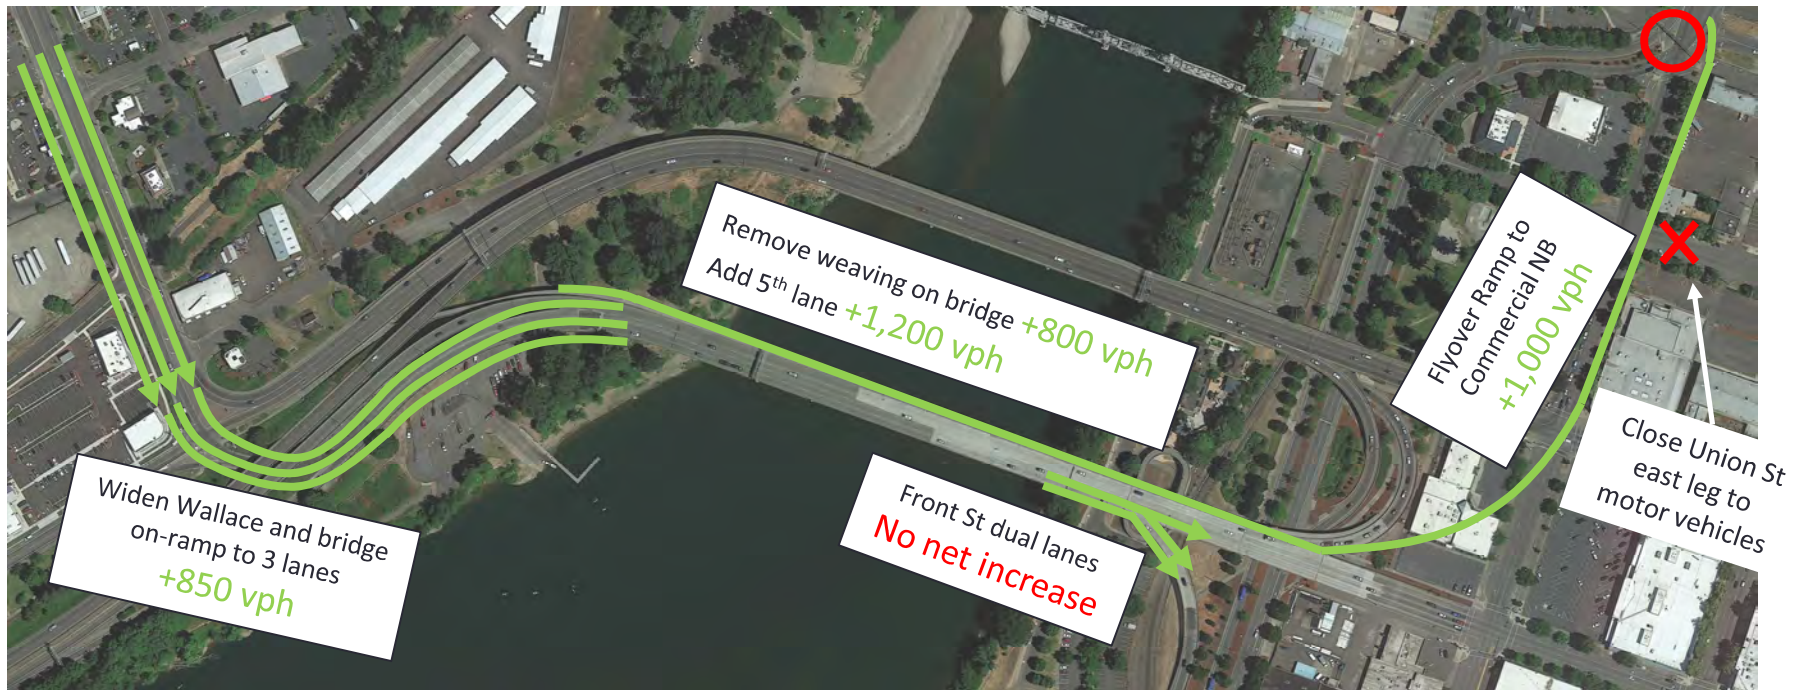 Remove weaving on bridge +800 vph
Add 5th lane +1,200 vph
Flyover Ramp to
Commercial NB
+1,000 vph
Close Union St
east leg to
motor vehicles
Widen Wallace and bridge
on-ramp to 3 lanes
+850 vph
Front St dual lanes
No net increase